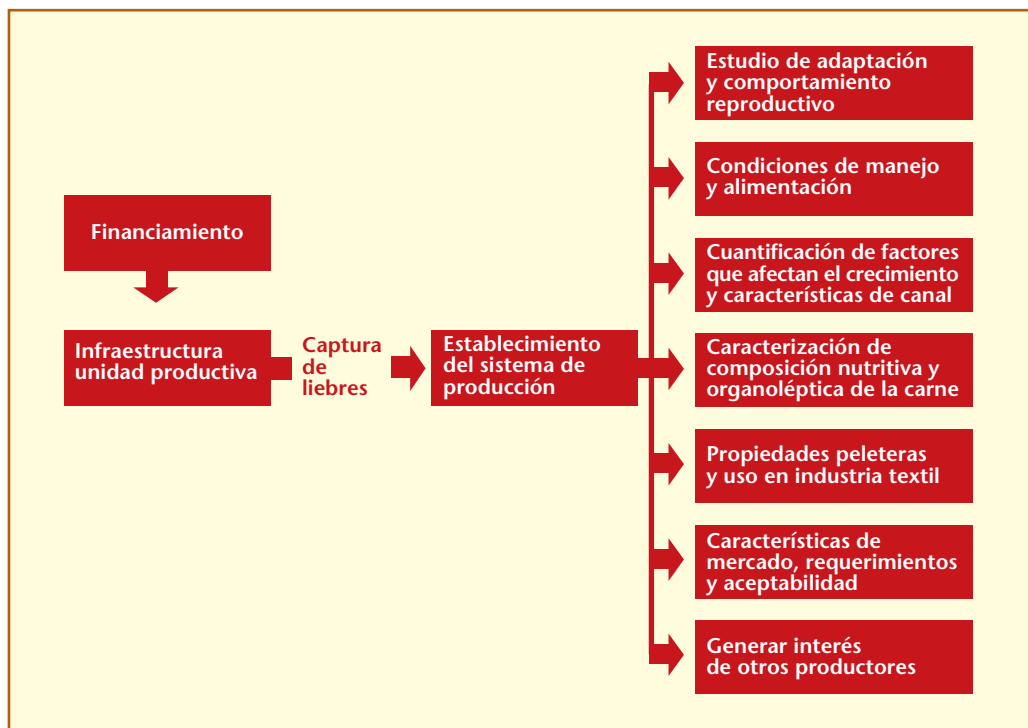 Financiamiento
Infraestructura
unidad productiva
Captura
de
liebres
Establecimiento
del sistema de
producción
Estudio de adaptación
y comportamiento
reproductivo
Condiciones de manejo
y alimentación
Cuantificación de factores
que afectan el crecimiento
y características de canal
Caracterización de
composición nutritiva y
organoléptica de la carne
Propiedades peleteras
y uso en industria textil
Características de
mercado, requerimientos
y aceptabilidad
Generar interés
de otros productores